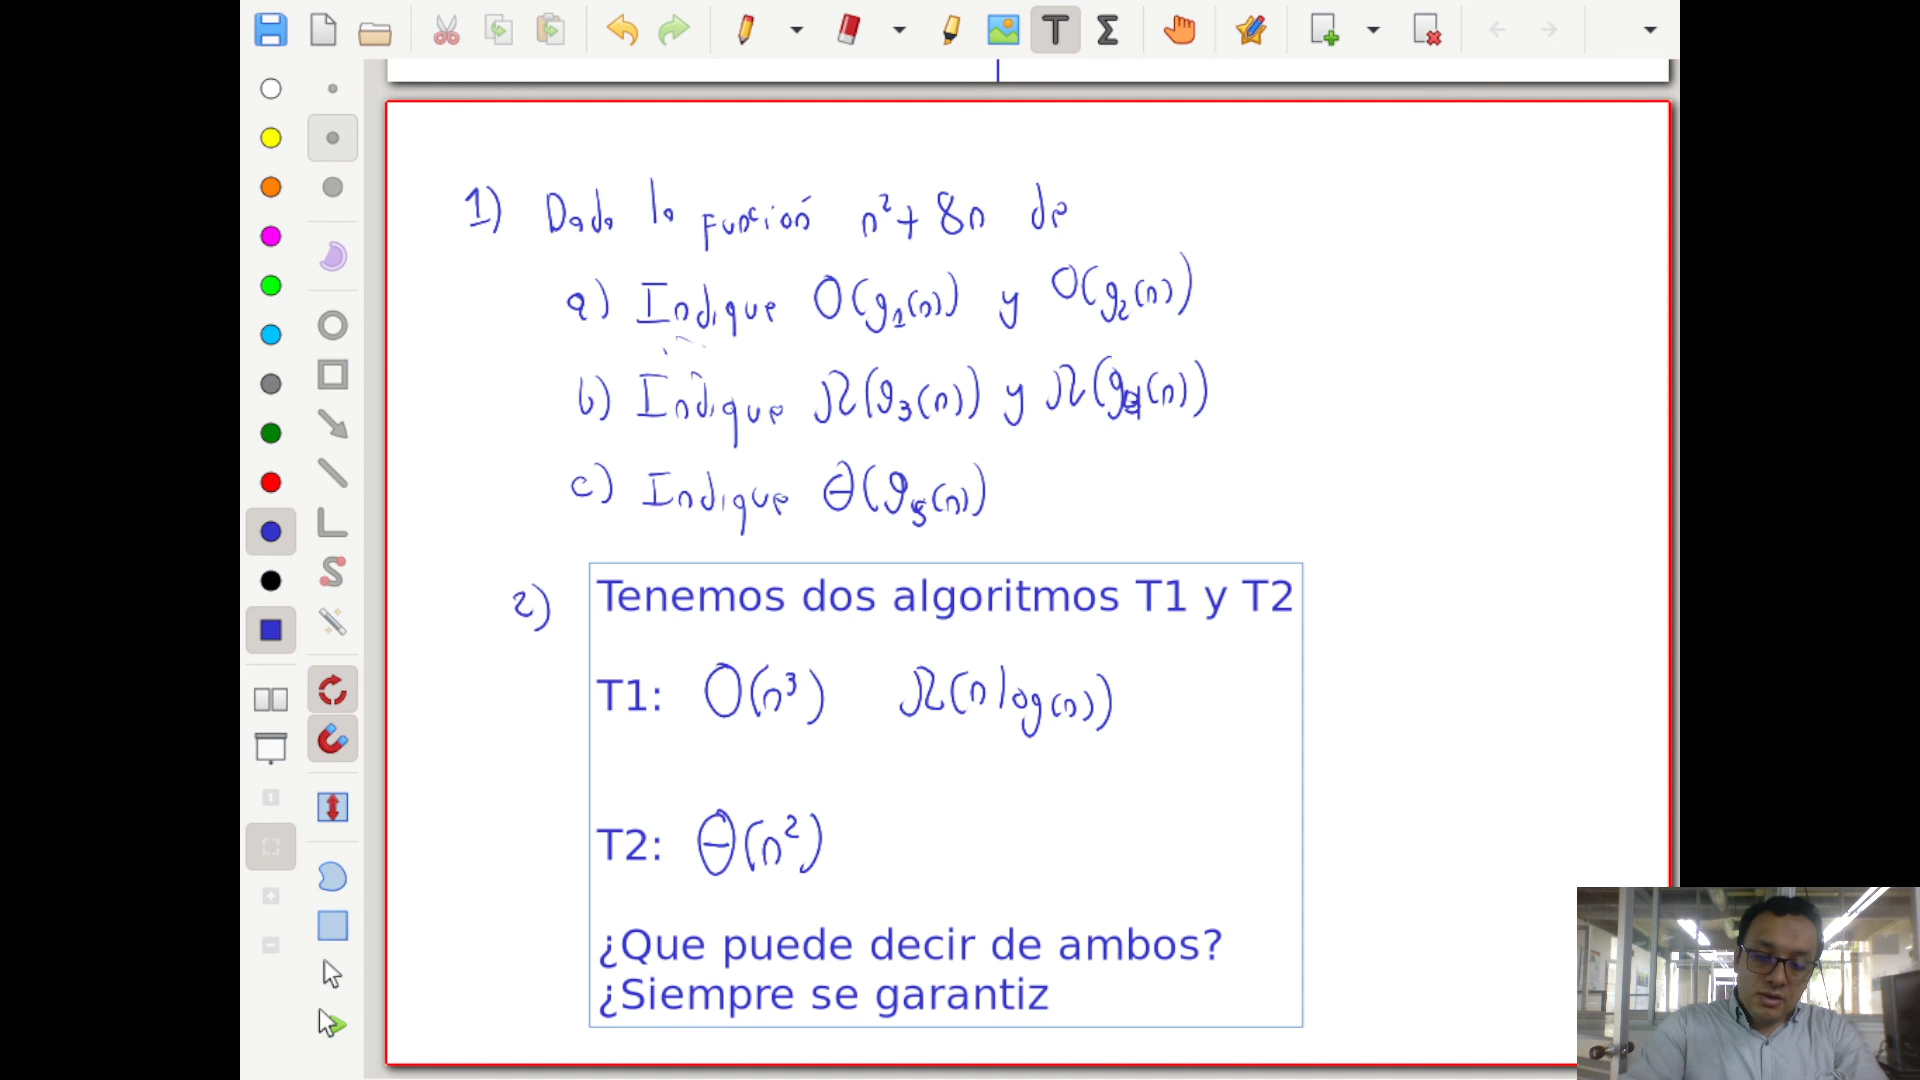 1) Dada la función n²+ 8n de
a) Indique O(g₁(n)) y O(g₂(n))
b) Indique Ω(g₃(n)) y Ω(g₄(n))
c) Indique Θ(g₅(n))
2) Tenemos dos algoritmos T1 y T2
T1: O(n³) Ω(n log(n))
T2: Θ(n²)
¿Que puede decir de ambos?
¿Siempre se garantiz